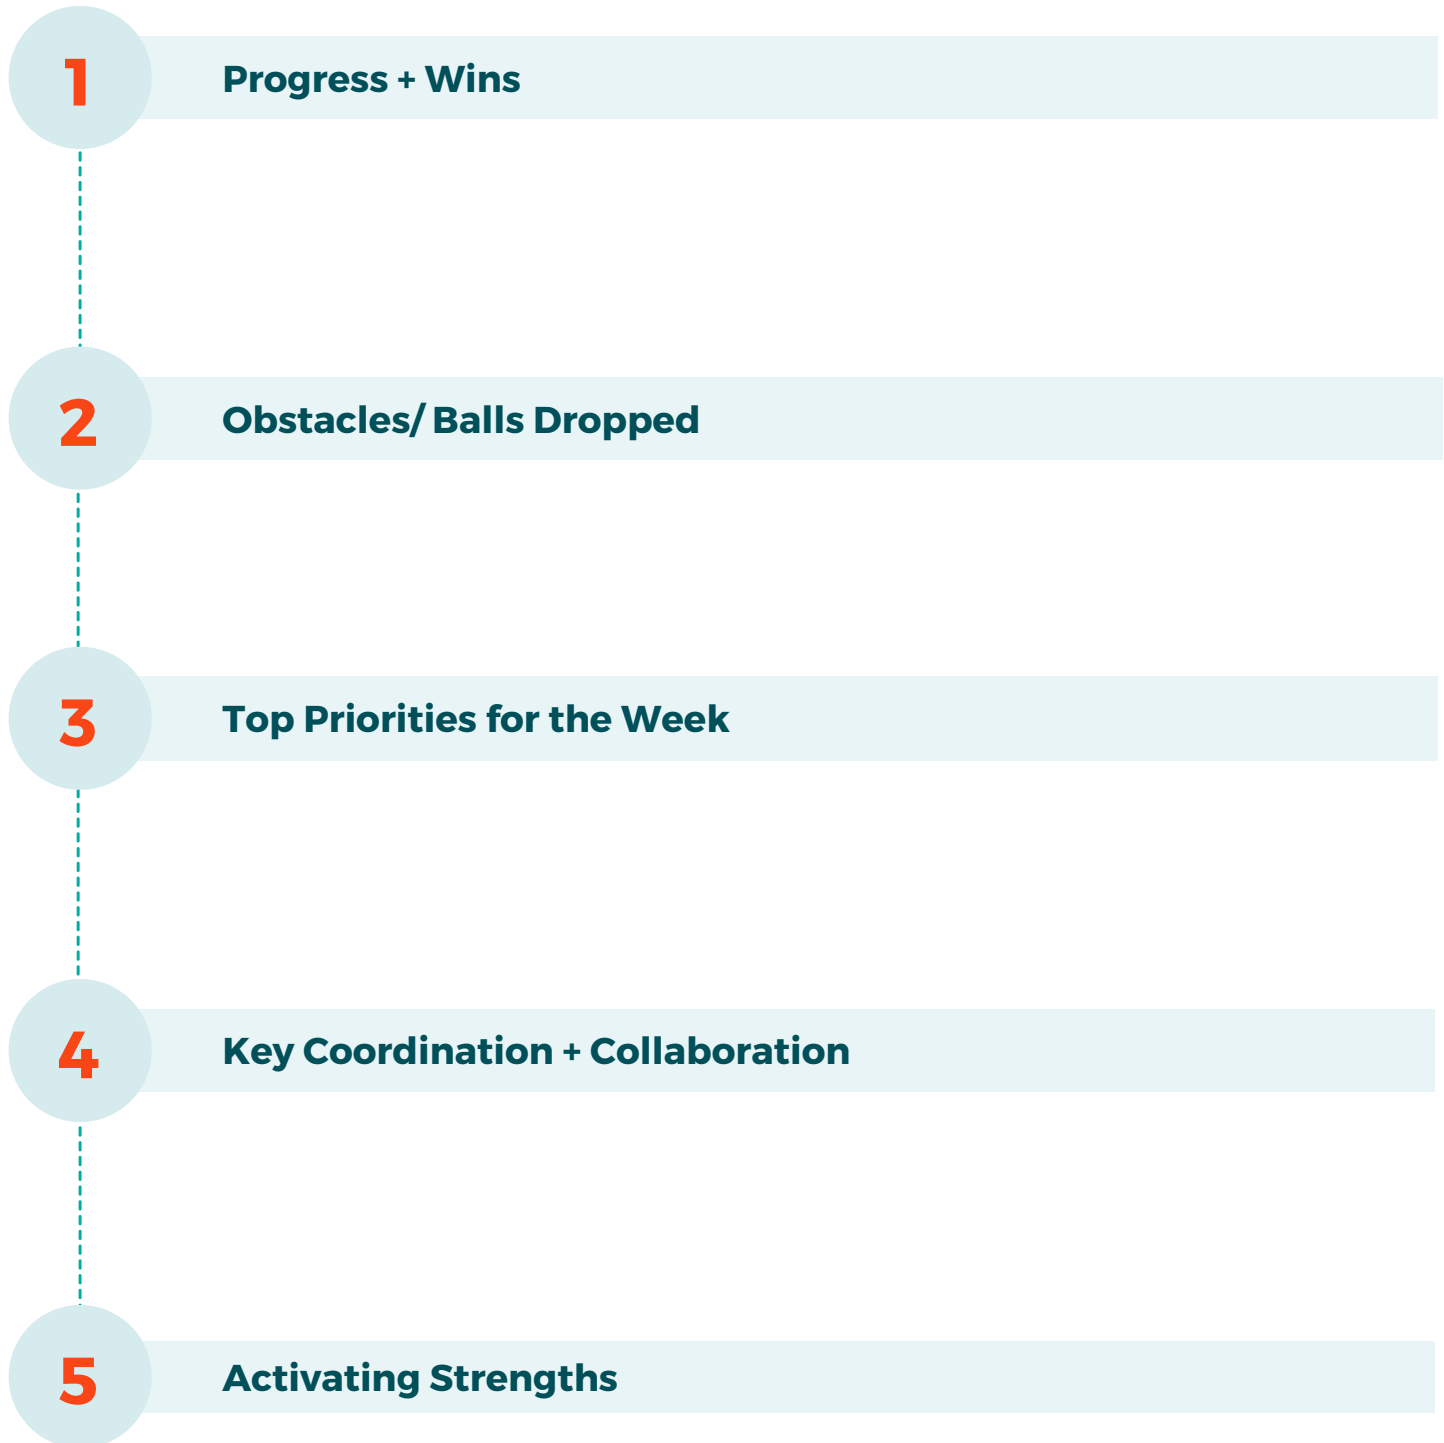 1
Progress + Wins
2
Obstacles/ Balls Dropped
3
Top Priorities for the Week
4
Key Coordination + Collaboration
5
Activating Strengths